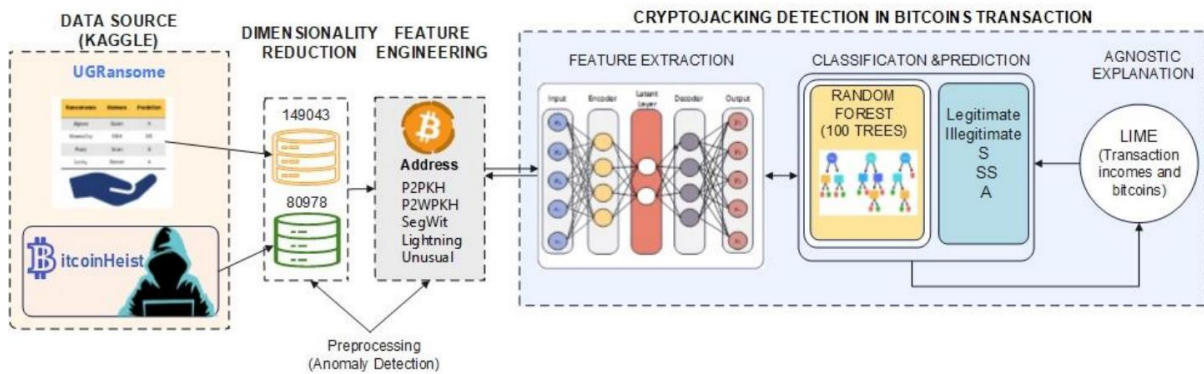 DATA SOURCE
(KAGGLE)
UGRansome
BitcoinHeist
DIMENSIONALITY
REDUCTION
149043
80978
FEATURE
ENGINEERING
Address
P2PKH
P2WPKH
SegWit
Lightning
Unusual
Preprocessing
(Anomaly Detection)
CRYPTOJACKING DETECTION IN BITCOINS TRANSACTION
FEATURE EXTRACTION
Input
Encoder
Latent
Layer
Decoder
Output
CLASSIFICATON &PREDICTION
RANDOM
FOREST
(100 TREES)
Legitimate
Illegitimate
S
SS
A
AGNOSTIC
EXPLANATION
LIME
(Transaction
incomes and
bitcoins)